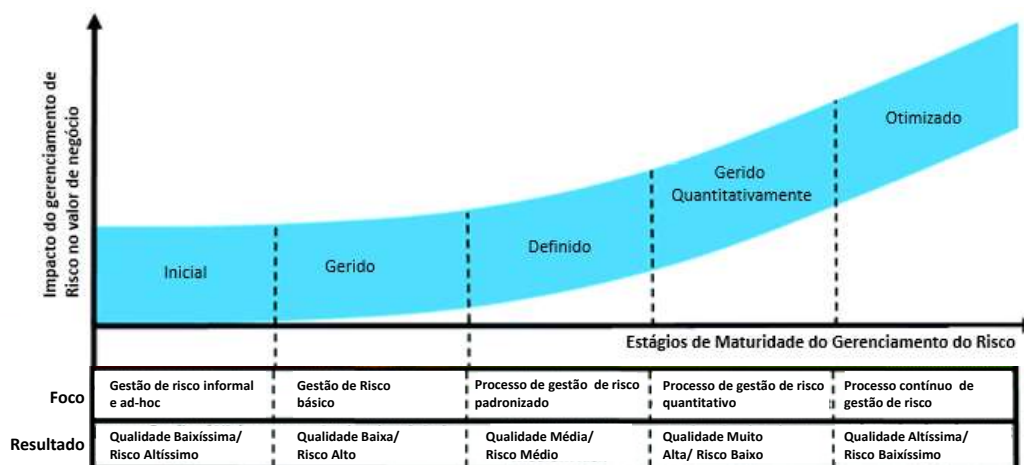 Impacto do gerenciamento de
Risco no valor de negócio
Inicial
Gerido
Definido
Gerido
Quantitativamente
Otimizado
Estágios de Maturidade do Gerenciamento do Risco
Foco
Gestão de risco informal
e ad-hoc
Gestão de Risco
básico
Processo de gestão de risco
padronizado
Processo de gestão de risco
quantitativo
Processo contínuo de
gestão de risco
Resultado
Qualidade Baixíssima/
Risco Altíssimo
Qualidade Baixa/
Risco Alto
Qualidade Média/
Risco Médio
Qualidade Muito
Alta/ Risco Baixo
Qualidade Altíssima/
Risco Baixíssimo